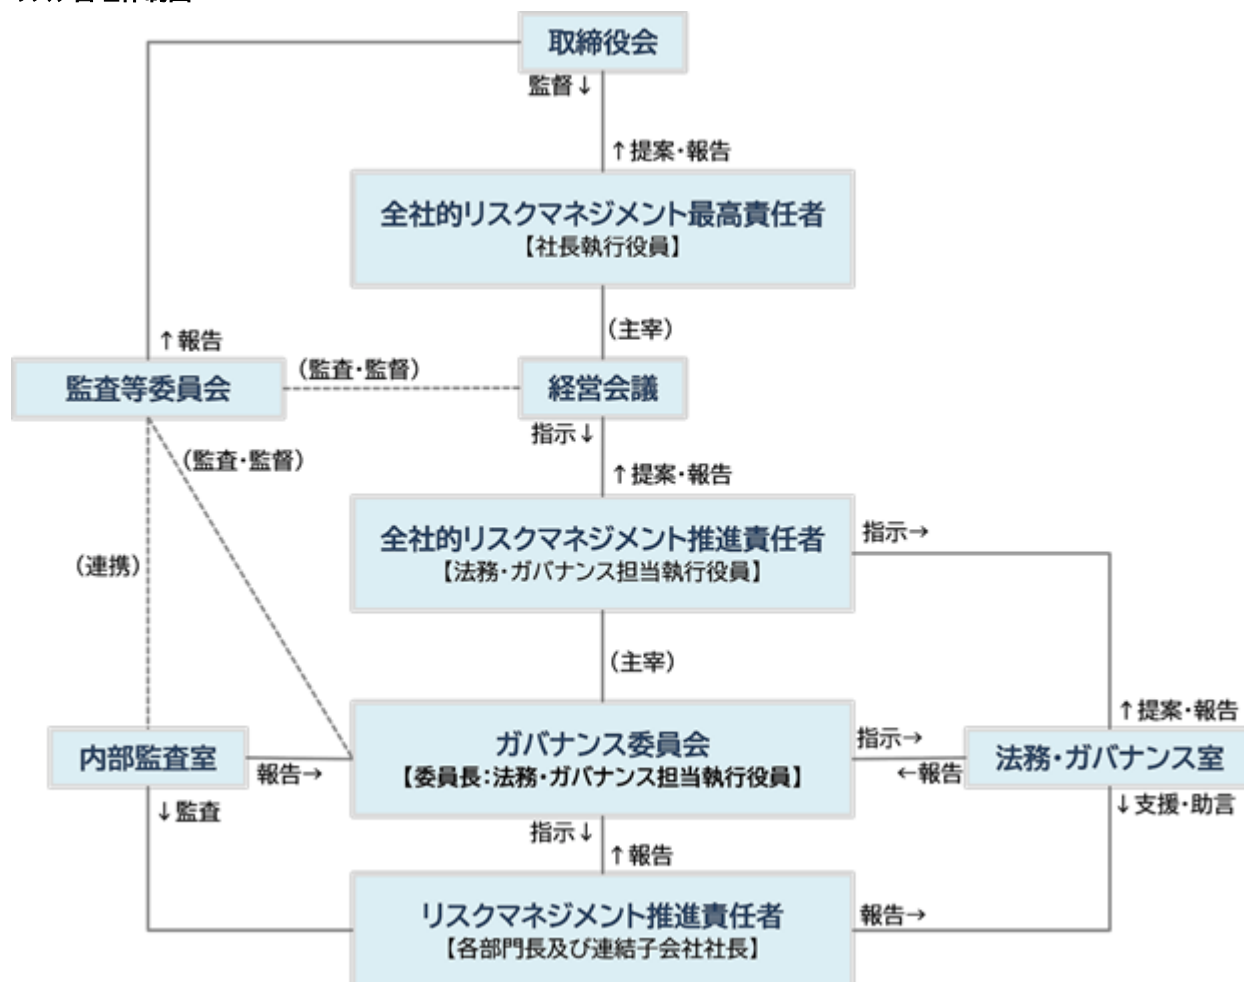 取締役会
監督↓
↑提案・報告
全社的リスクマネジメント最高責任者
【社長執行役員】
(主宰)
↑報告
監査等委員会
(監査・監督)
経営会議
指示↓
(監査・監督)
↑提案・報告
全社的リスクマネジメント推進責任者
【法務・ガバナンス担当執行役員】
指示→
(連携)
(主宰)
↑提案・報告
内部監査室
報告→
ガバナンス委員会
【委員長:法務・ガバナンス担当執行役員】
指示→
←報告
法務・ガバナンス室
↓監査
↓支援・助言
指示↓
↑報告
リスクマネジメント推進責任者
【各部門長及び連結子会社社長】
報告→